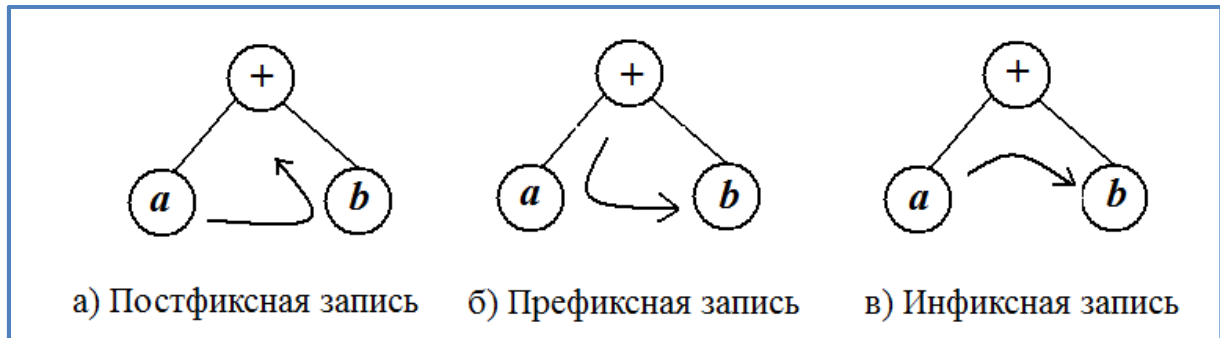 + + +
a b a b a b
а) Постфиксная запись б) Префиксная запись в) Инфиксная запись